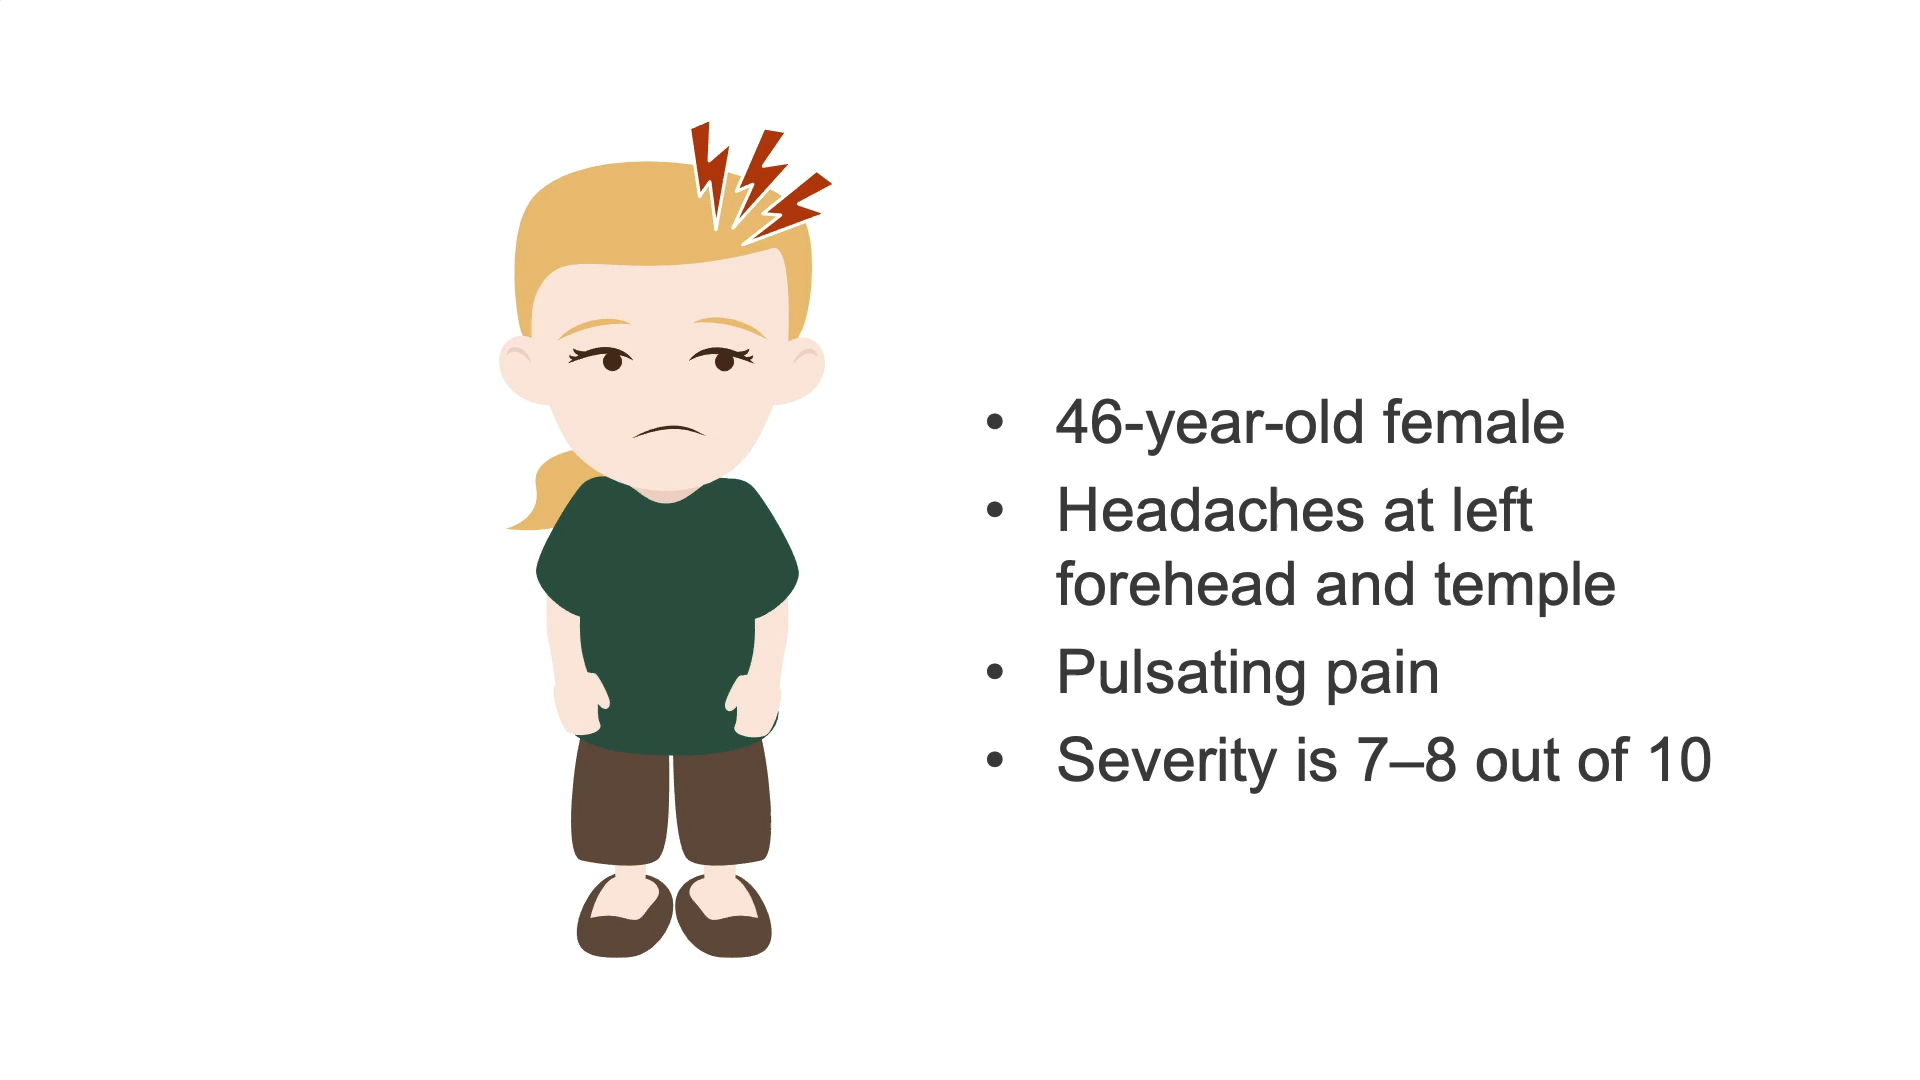 • 46-year-old female
• Headaches at left
forehead and temple
• Pulsating pain
• Severity is 7–8 out of 10